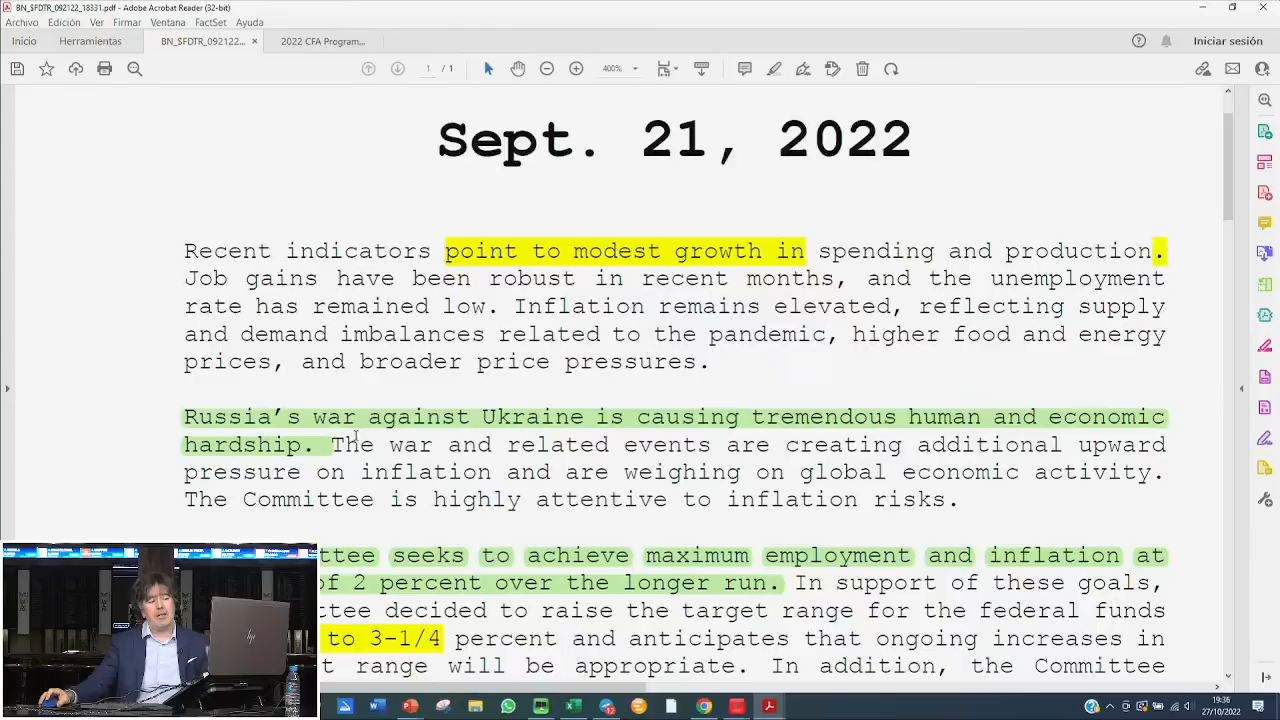 BN_$FDTR_092122_18331.pdf - Adobe Acrobat Reader (32-bit)
Archivo Edición Ver Firmar Ventana FactSet Ayuda
Inicio Herramientas BN_$FDTR_092122... × 2022 CFA Program... Iniciar sesión
1 / 1 400%
Sept. 21, 2022
Recent indicators point to modest growth in spending and production.
Job gains have been robust in recent months, and the unemployment
rate has remained low. Inflation remains elevated, reflecting supply
and demand imbalances related to the pandemic, higher food and energy
prices, and broader price pressures.
Russia’s war against Ukraine is causing tremendous human and economic
hardship. The war and related events are creating additional upward
pressure on inflation and are weighing on global economic activity.
The Committee is highly attentive to inflation risks.
ttee seeks to achieve maximum employment and inflation at
of 2 percent over the longer run. In support of these goals,
ttee decided to raise the target range for the federal funds
to 3-1/4 percent and anticipates that ongoing increases in
t range will be appropriate. In addition, the Committee
hp
19:36
27/10/2022